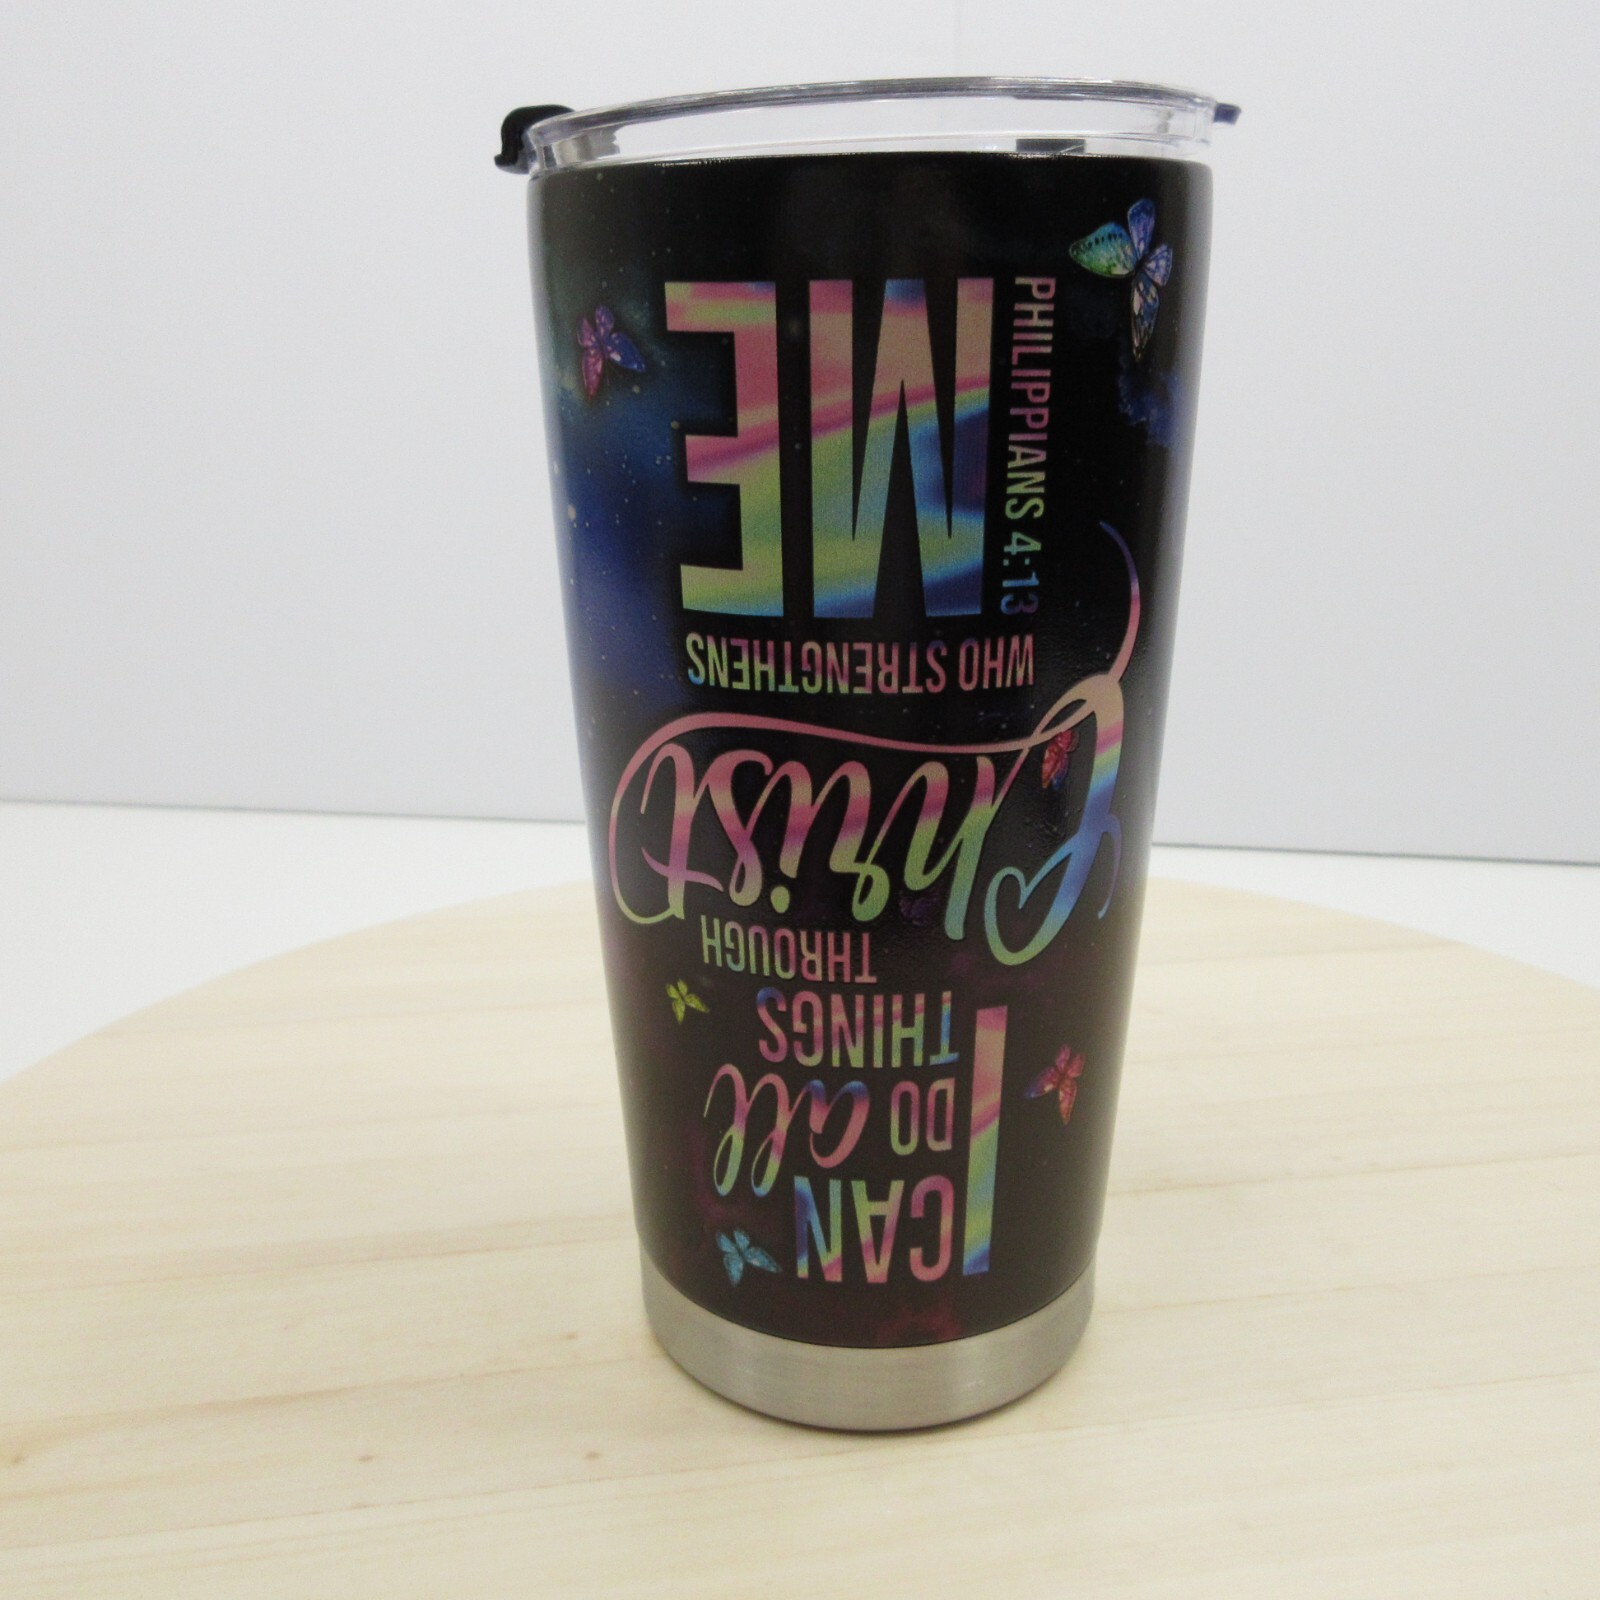 I CAN
DO all
THINGS
THROUGH
Christ
WHO STRENGTHENS
ME
PHILIPPIANS 4:13